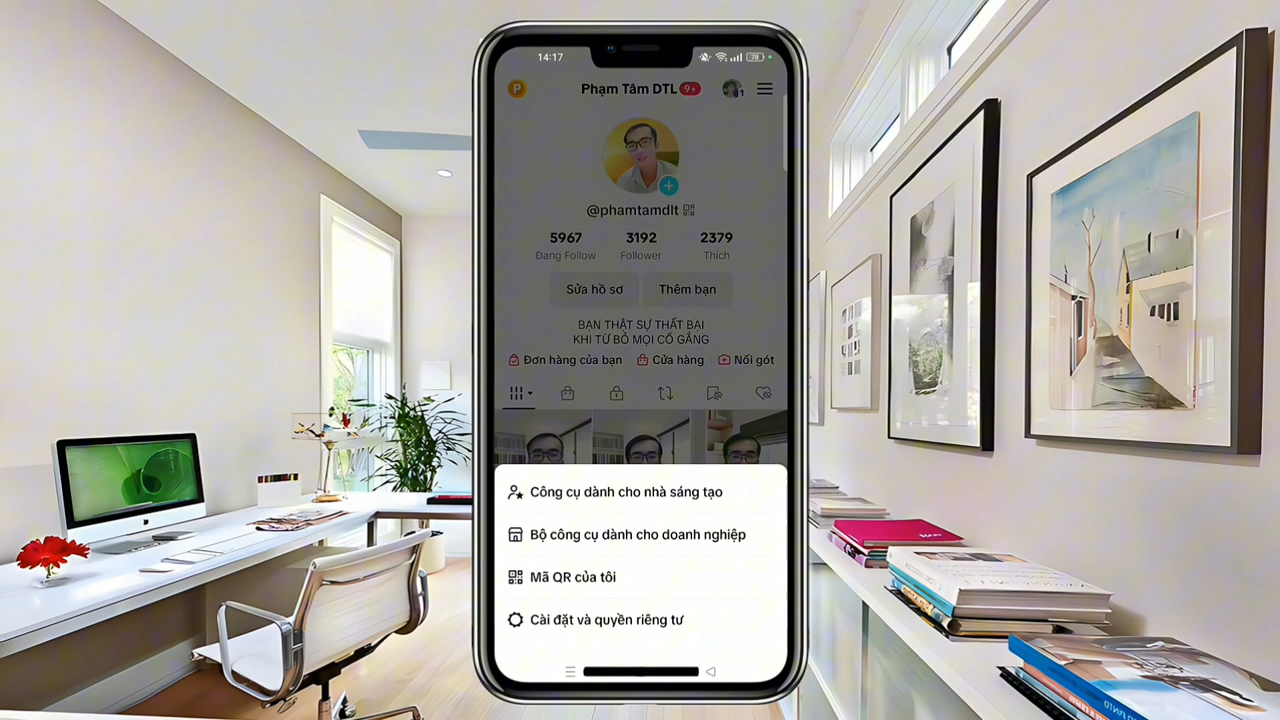 14:17
78
P
Phạm Tâm DTL 9+
1
@phamtamdlt
5967 3192 2379
Đang Follow Follower Thích
Sửa hồ sơ Thêm bạn
BẠN THẬT SỰ THẤT BẠI
KHI TỪ BỎ MỌI CỐ GẮNG
Đơn hàng của bạn Cửa hàng Nối gót
Công cụ dành cho nhà sáng tạo
Bộ công cụ dành cho doanh nghiệp
Mã QR của tôi
Cài đặt và quyền riêng tư